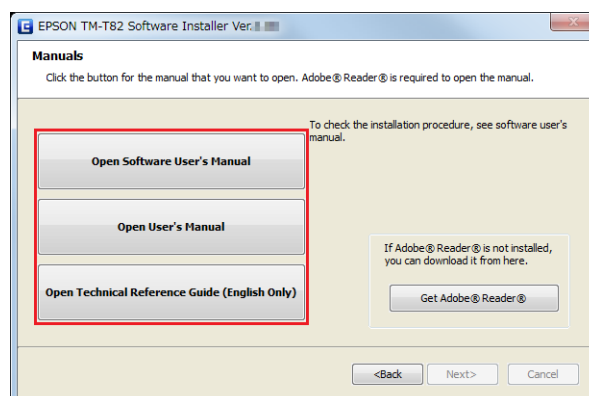 EPSON TM-T82 Software Installer Ver.
Manuals
Click the button for the manual that you want to open. Adobe® Reader® is required to open the manual.
To check the installation procedure, see software user's
manual.
Open Software User's Manual
Open User's Manual
Open Technical Reference Guide (English Only)
If Adobe® Reader® is not installed,
you can download it from here.
Get Adobe® Reader®
<Back
Next>
Cancel